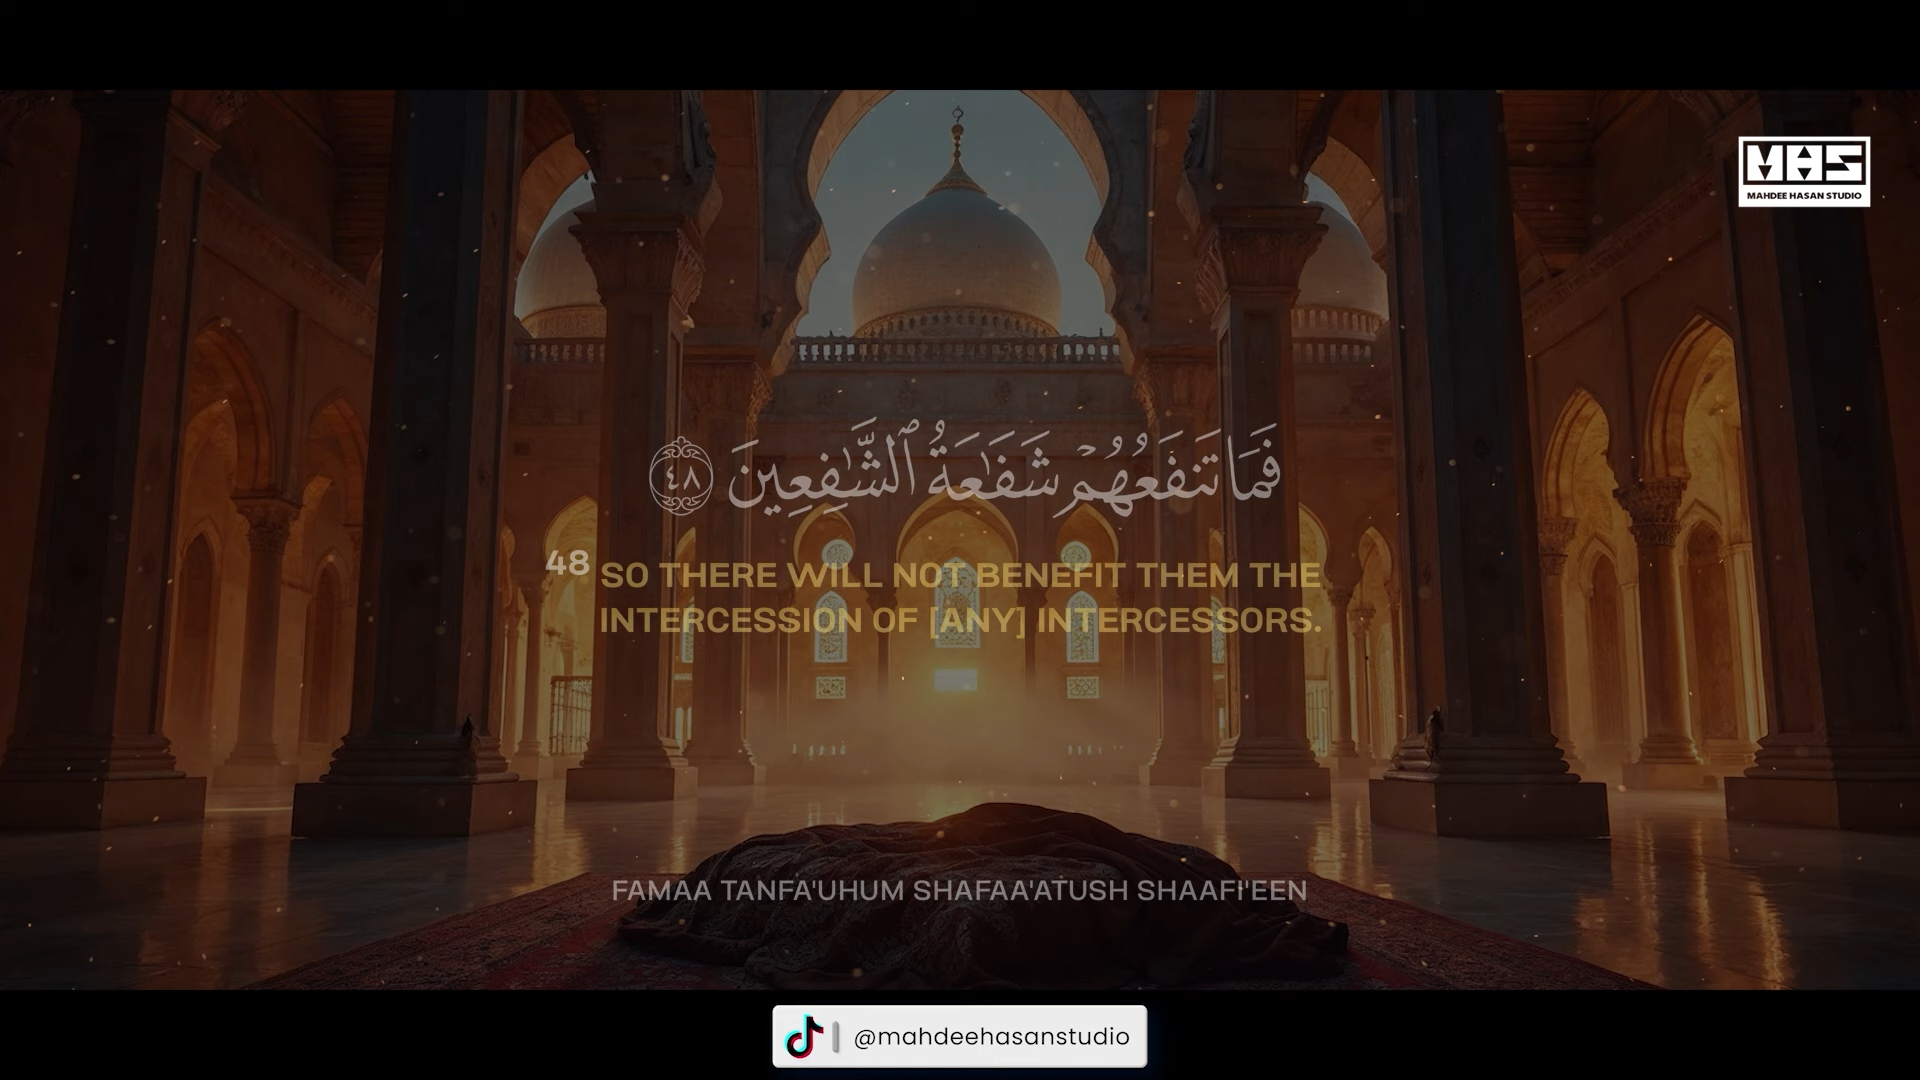 MHS
MAHDEE HASAN STUDIO
فَمَا تَنفَعُهُمْ شَفَـٰعَةُ ٱلشَّـٰفِعِينَ ٤٨
48 SO THERE WILL NOT BENEFIT THEM THE
INTERCESSION OF [ANY] INTERCESSORS.
FAMAA TANFA'UHUM SHAFAA'ATUSH SHAAFI'EEN
@mahdeehasanstudio